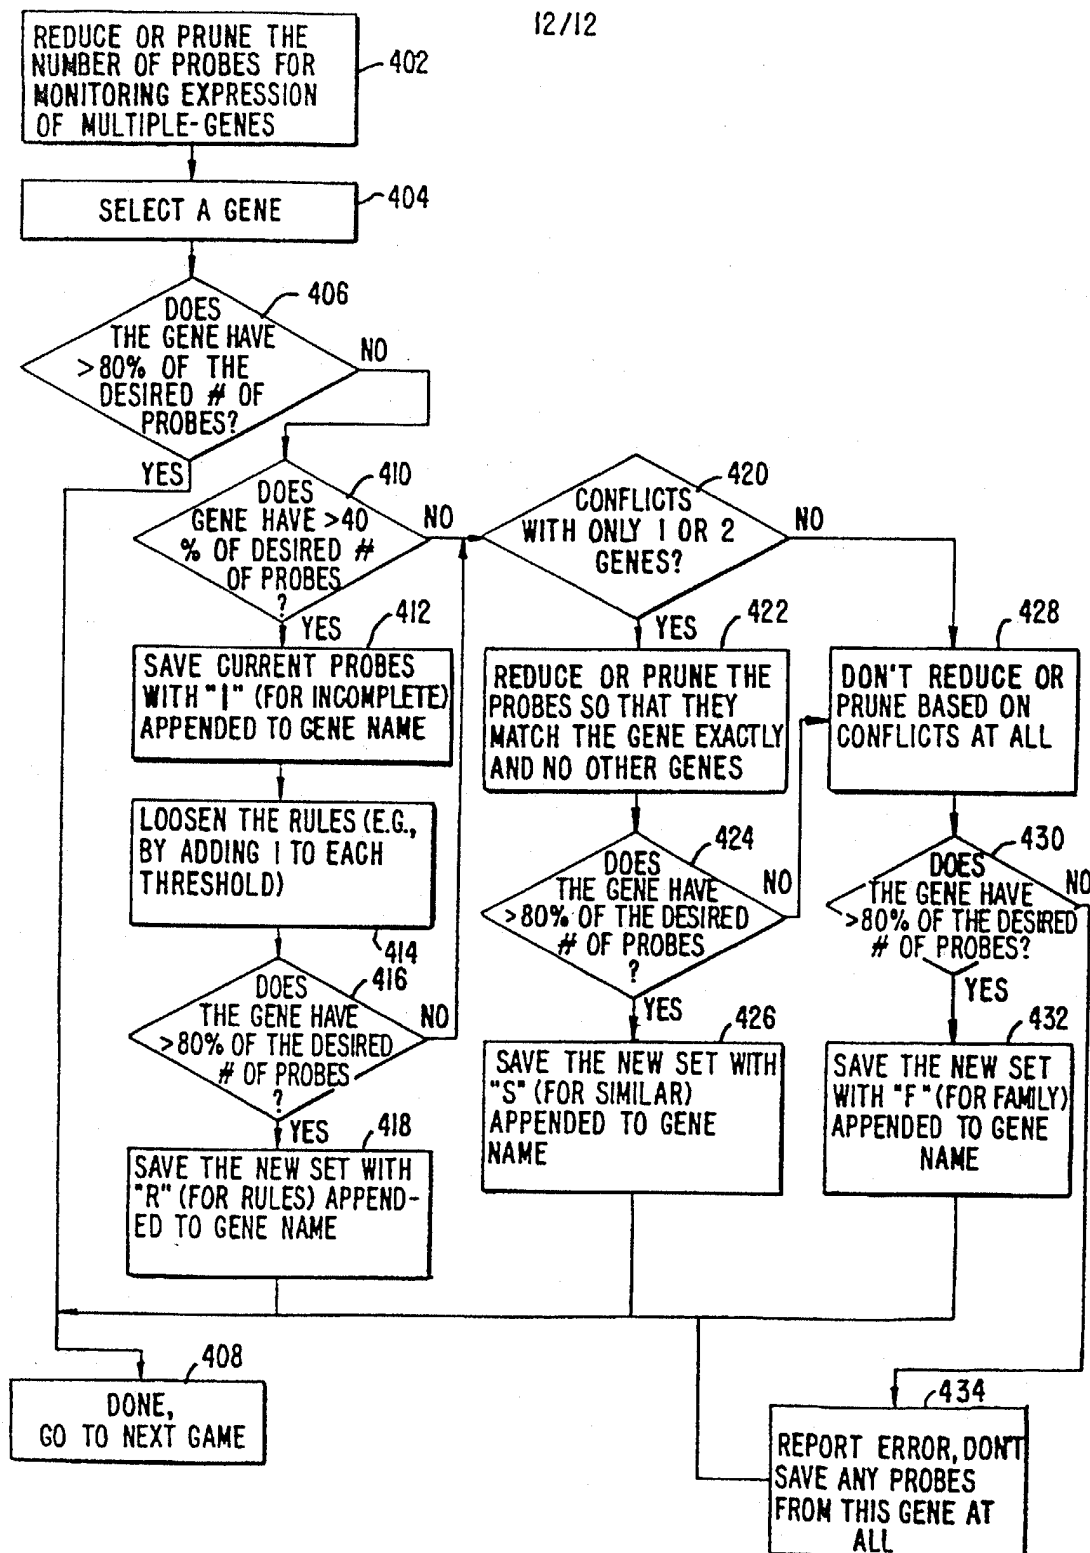 12/12
REDUCE OR PRUNE THE
NUMBER OF PROBES FOR
MONITORING EXPRESSION
OF MULTIPLE-GENES
402
SELECT A GENE
404
406
DOES
THE GENE HAVE
>80% OF THE
DESIRED # OF
PROBES?
NO
YES
410
DOES
GENE HAVE >40
% OF DESIRED #
OF PROBES
?
NO
YES
420
CONFLICTS
WITH ONLY 1 OR 2
GENES?
NO
YES
412
SAVE CURRENT PROBES
WITH "I" (FOR INCOMPLETE)
APPENDED TO GENE NAME
422
REDUCE OR PRUNE THE
PROBES SO THAT THEY
MATCH THE GENE EXACTLY
AND NO OTHER GENES
428
DON'T REDUCE OR
PRUNE BASED ON
CONFLICTS AT ALL
LOOSEN THE RULES (E.G.,
BY ADDING 1 TO EACH
THRESHOLD)
414
424
DOES
THE GENE HAVE
>80% OF THE DESIRED
# OF PROBES
?
NO
YES
430
DOES
THE GENE HAVE
>80% OF THE DESIRED
# OF PROBES?
NO
YES
416
DOES
THE GENE HAVE
>80% OF THE DESIRED
# OF PROBES
?
NO
YES
418
SAVE THE NEW SET WITH
"R" (FOR RULES) APPEND-
ED TO GENE NAME
426
SAVE THE NEW SET WITH
"S" (FOR SIMILAR)
APPENDED TO GENE
NAME
432
SAVE THE NEW SET
WITH "F" (FOR FAMILY)
APPENDED TO GENE
NAME
408
DONE,
GO TO NEXT GAME
434
REPORT ERROR, DON'T
SAVE ANY PROBES
FROM THIS GENE AT
ALL